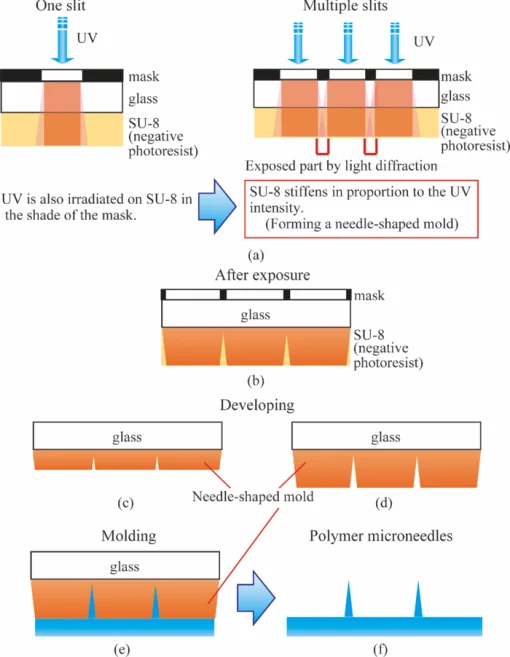 One slit
Multiple slits
UV
UV
mask
glass
SU-8
(negative
photoresist)
mask
glass
SU-8
(negative
photoresist)
Exposed part by light diffraction
UV is also irradiated on SU-8 in
the shade of the mask.
SU-8 stiffens in proportion to the UV
intensity.
(Forming a needle-shaped mold)
(a)
After exposure
mask
glass
SU-8
(negative
photoresist)
(b)
Developing
glass
glass
(c)
Needle-shaped mold
(d)
Molding
Polymer microneedles
glass
(e)
(f)